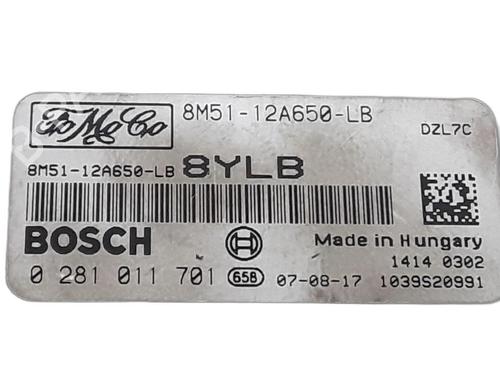 FoMoCo
8M51-12A650-LB
DZL7C
8M51-12A650-LB 8YLB
BOSCH
Made in Hungary
1414 0302
0 281 011 701 658 07-08-17 1039S20991